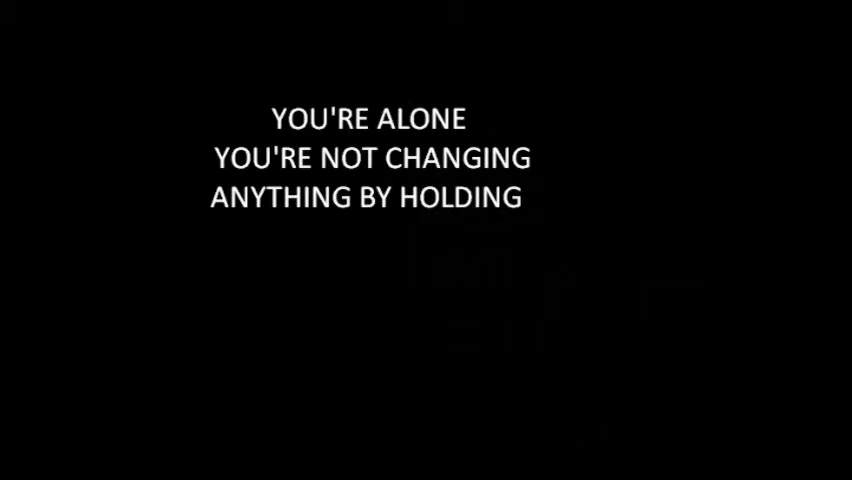 YOU'RE ALONE
YOU'RE NOT CHANGING
ANYTHING BY HOLDING